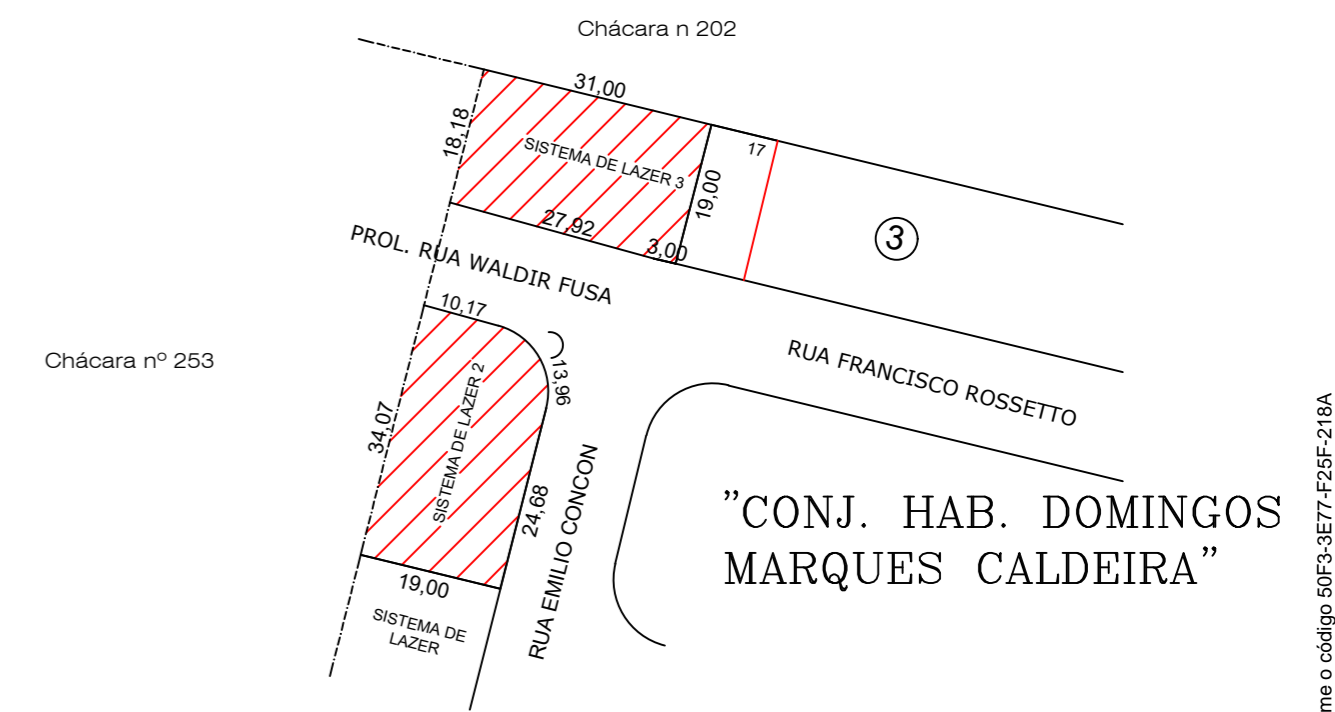 Chácara n 202
31,00
18,18
SISTEMA DE LAZER 3
17
19,00
27,92
3,00
3
PROL. RUA WALDIR FUSA
10,17
13,96
Chácara nº 253
RUA FRANCISCO ROSSETTO
34,07
SISTEMA DE LAZER 2
24,68
RUA EMILIO CONCON
"CONJ. HAB. DOMINGOS
MARQUES CALDEIRA"
19,00
SISTEMA DE
LAZER
me o código 50F3-3E77-F25F-218A